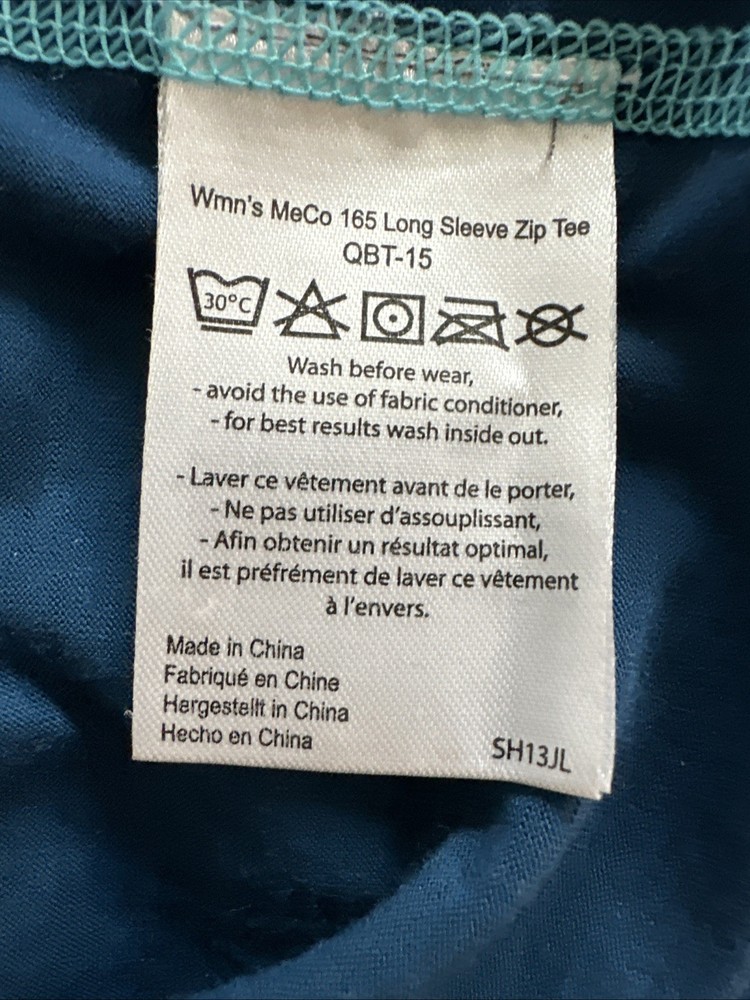 Wmn's MeCo 165 Long Sleeve Zip Tee
QBT-15
30°C
Wash before wear,
- avoid the use of fabric conditioner,
- for best results wash inside out.
- Laver ce vêtement avant de le porter,
- Ne pas utiliser d'assouplissant,
- Afin obtenir un résultat optimal,
il est préfrément de laver ce vêtement
à l'envers.
Made in China
Fabriqué en Chine
Hergestellt in China
Hecho en China
SH13JL